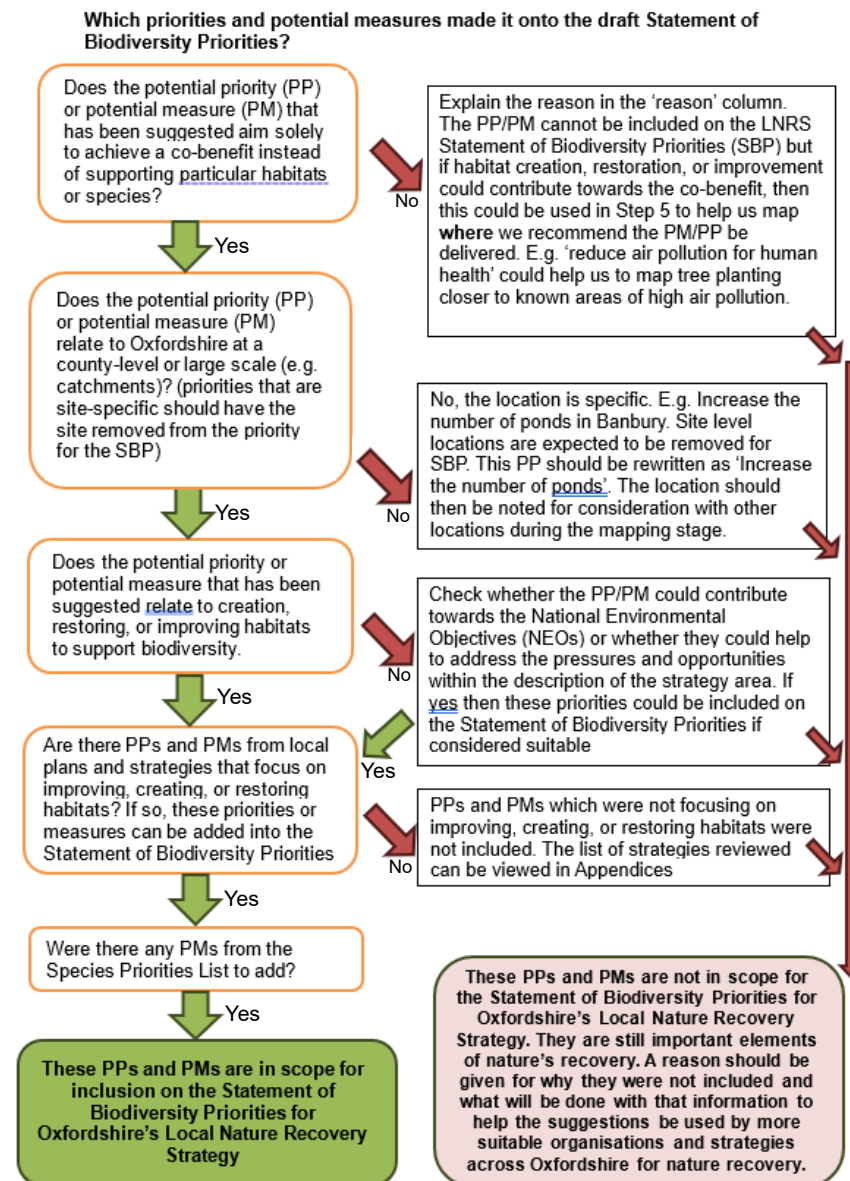 Which priorities and potential measures made it onto the draft Statement of
Biodiversity Priorities?
Does the potential priority (PP)
or potential measure (PM) that
has been suggested aim solely
to achieve a co-benefit instead
of supporting particular habitats
or species?
No
Explain the reason in the ‘reason’ column.
The PP/PM cannot be included on the LNRS
Statement of Biodiversity Priorities (SBP) but
if habitat creation, restoration, or improvement
could contribute towards the co-benefit, then
this could be used in Step 5 to help us map
where we recommend the PM/PP be
delivered. E.g. ‘reduce air pollution for human
health’ could help us to map tree planting
closer to known areas of high air pollution.
Yes
Does the potential priority (PP)
or potential measure (PM)
relate to Oxfordshire at a
county-level or large scale (e.g.
catchments)? (priorities that are
site-specific should have the
site removed from the priority
for the SBP)
No
No, the location is specific. E.g. Increase the
number of ponds in Banbury. Site level
locations are expected to be removed for
SBP. This PP should be rewritten as ‘Increase
the number of ponds’. The location should
then be noted for consideration with other
locations during the mapping stage.
Yes
Does the potential priority or
potential measure that has been
suggested relate to creation,
restoring, or improving habitats
to support biodiversity.
No
Check whether the PP/PM could contribute
towards the National Environmental
Objectives (NEOs) or whether they could help
to address the pressures and opportunities
within the description of the strategy area. If
yes then these priorities could be included on
the Statement of Biodiversity Priorities if
considered suitable
Yes
Yes
Are there PPs and PMs from local
plans and strategies that focus on
improving, creating, or restoring
habitats? If so, these priorities or
measures can be added into the
Statement of Biodiversity Priorities
No
PPs and PMs which were not focusing on
improving, creating, or restoring habitats were
not included. The list of strategies reviewed
can be viewed in Appendices
Yes
Were there any PMs from the
Species Priorities List to add?
Yes
These PPs and PMs are in scope for
inclusion on the Statement of
Biodiversity Priorities for
Oxfordshire’s Local Nature Recovery
Strategy
These PPs and PMs are not in scope for
the Statement of Biodiversity Priorities for
Oxfordshire’s Local Nature Recovery
Strategy. They are still important elements
of nature’s recovery. A reason should be
given for why they were not included and
what will be done with that information to
help the suggestions be used by more
suitable organisations and strategies
across Oxfordshire for nature recovery.